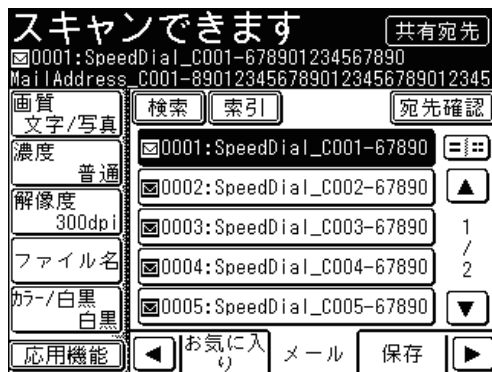 スキャンできます
共有宛先
0001:SpeedDial_C001-678901234567890
MailAddress_C001-8901234567890123456789012345
画質
文字/写真
検索
索引
宛先確認
濃度
普通
0001:SpeedDial_C001-67890
0002:SpeedDial_C002-67890
解像度
300dpi
0003:SpeedDial_C003-67890
1
/
2
ファイル名
0004:SpeedDial_C004-67890
カラー/白黒
白黒
0005:SpeedDial_C005-67890
応用機能
お気に入
り
メール
保存